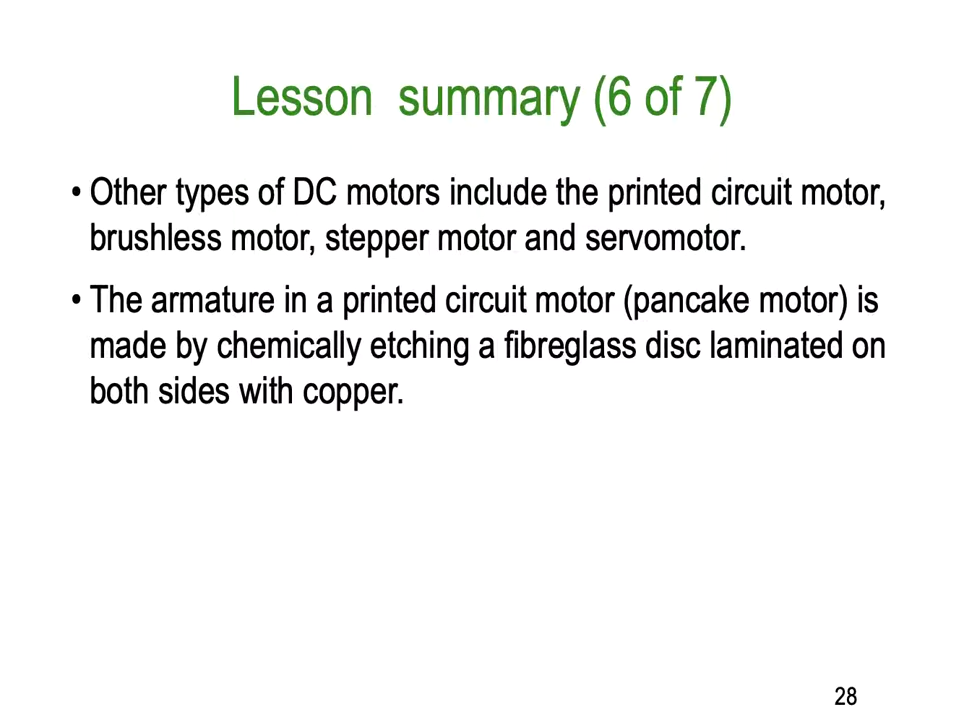 Lesson  summary (6 of 7)
• Other types of DC motors include the printed circuit motor,
brushless motor, stepper motor and servomotor.
• The armature in a printed circuit motor (pancake motor) is
made by chemically etching a fibreglass disc laminated on
both sides with copper.
28